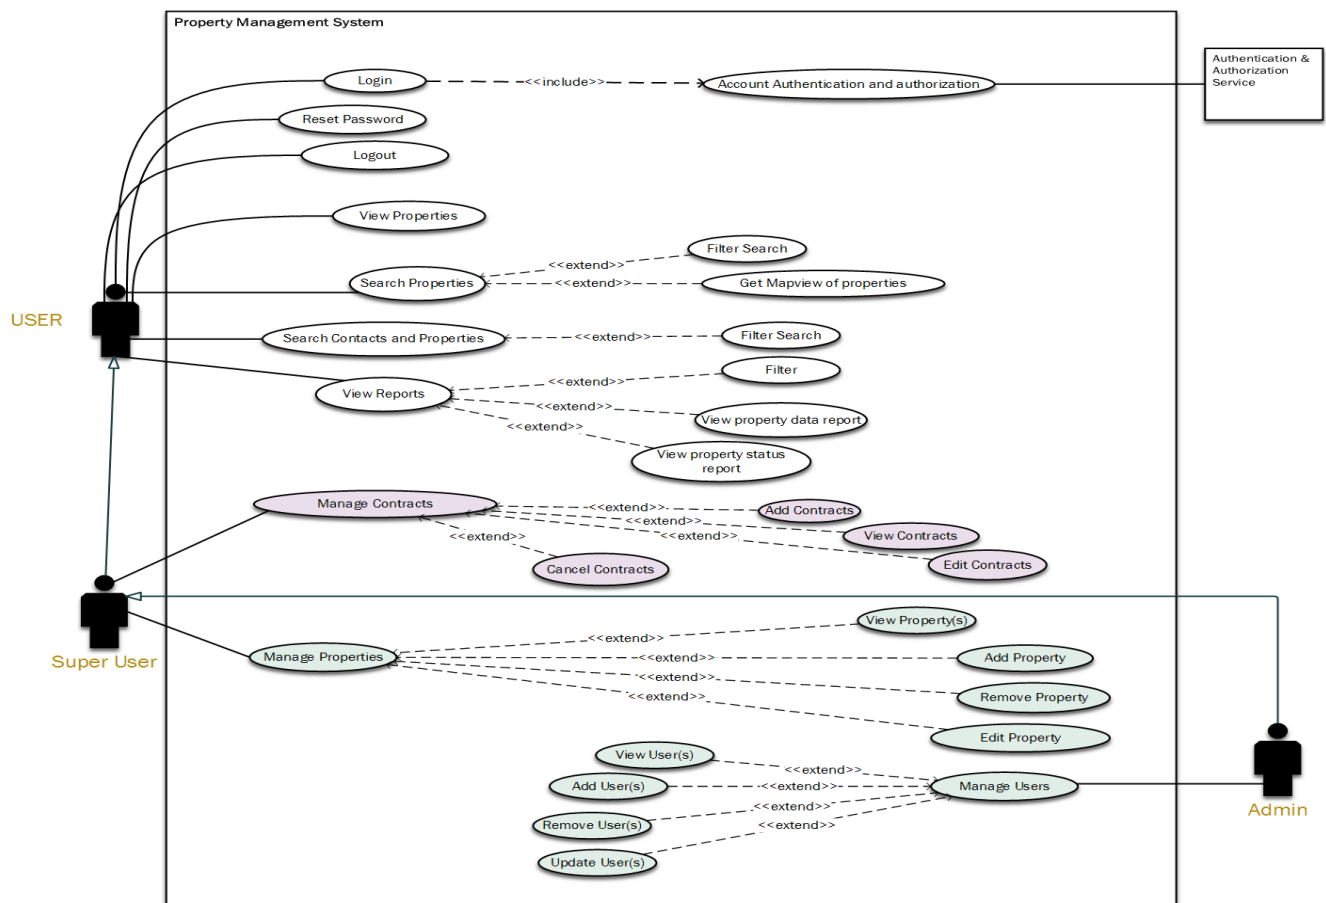 Property Management System
Authentication &
Authorization
Service
Login
<<include>>
Account Authentication and authorization
Reset Password
Logout
View Properties
Filter Search
<<extend>>
Search Properties
<<extend>>
Get Mapview of properties
USER
Search Contacts and Properties
<<extend>>
Filter Search
Filter
<<extend>>
View Reports
<<extend>>
View property data report
<<extend>>
View property status
report
Manage Contracts
<<extend>>
Add Contracts
<<extend>>
View Contracts
<<extend>>
<<extend>>
Edit Contracts
Cancel Contracts
View Property(s)
<<extend>>
Super User
Manage Properties
<<extend>>
Add Property
<<extend>>
Remove Property
<<extend>>
Edit Property
View User(s)
<<extend>>
Add User(s)
<<extend>>
Manage Users
<<extend>>
Admin
Remove User(s)
<<extend>>
Update User(s)